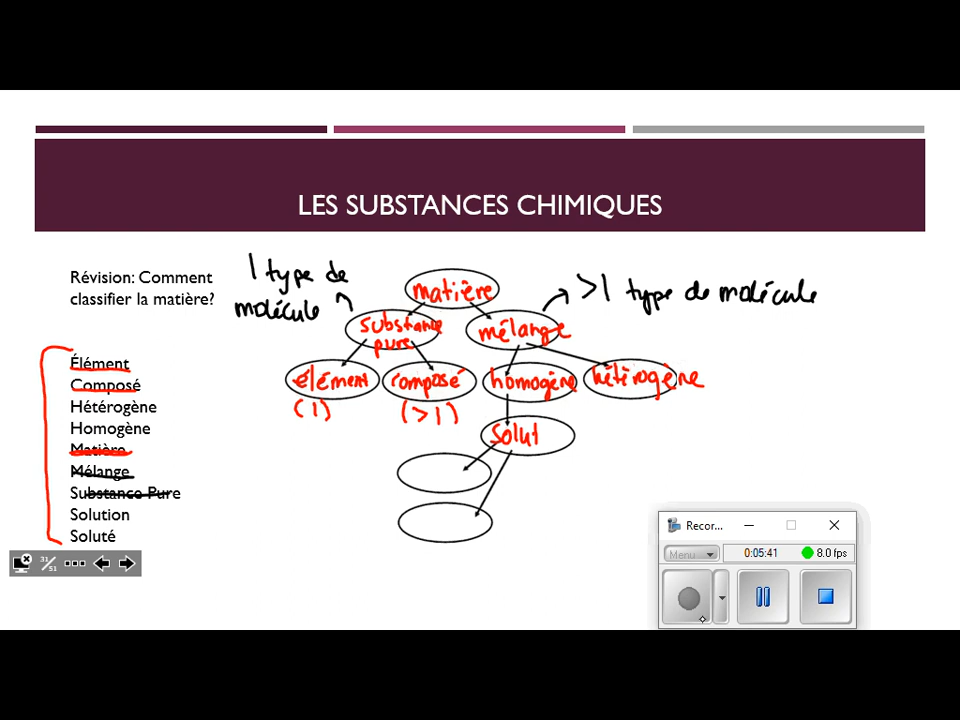 LES SUBSTANCES CHIMIQUES
Révision: Comment
classifier la matière?
1 type de
molécule
matière
>1 type de molécule
substance
pure
mélange
élément
composé
homogène
hétérogène
(1)
(>1)
solut
Élément
Composé
Hétérogène
Homogène
Matière
Mélange
Substance Pure
Solution
Soluté
31/51
Recor...
Menu
0:05:41
8.0 fps